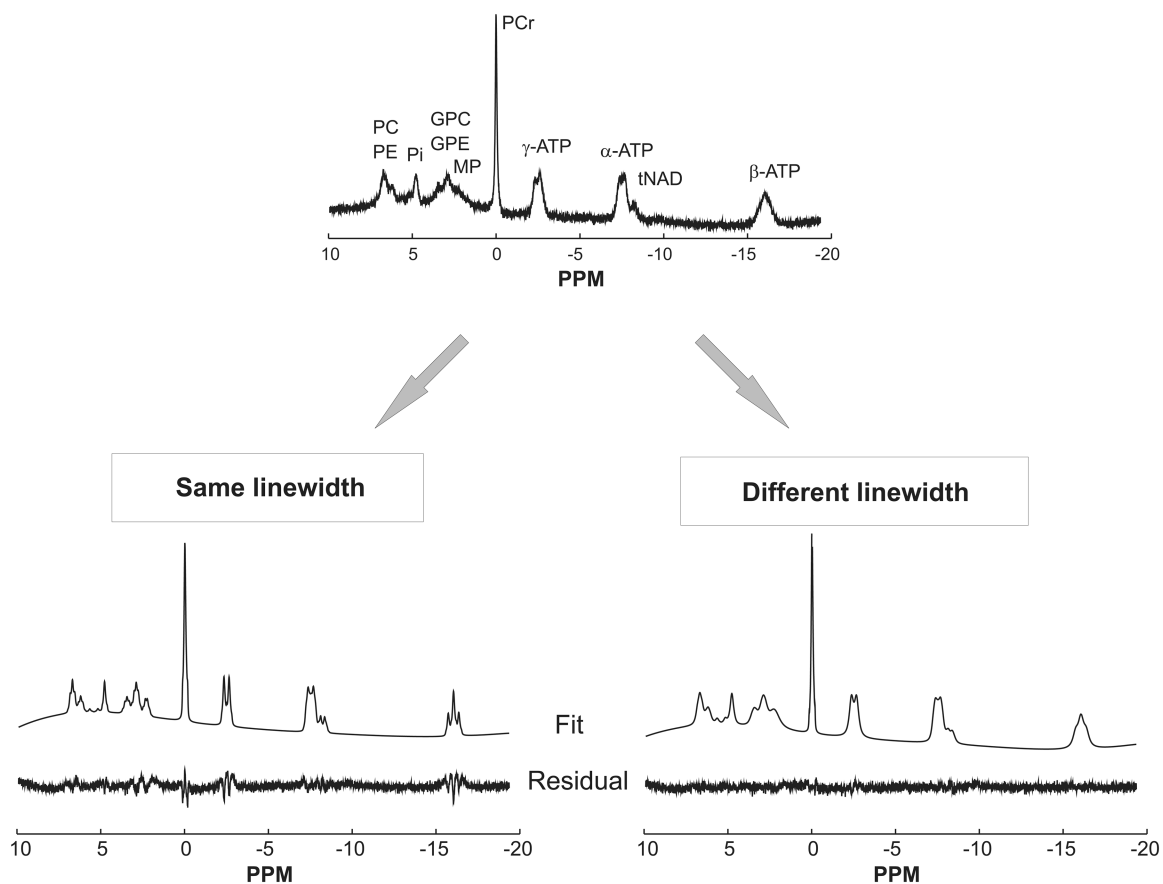 PCr
GPC
PC
GPE
γ-ATP
α-ATP
PE
Pi
MP
tNAD
β-ATP
10 5 0 -5 -10 -15 -20
PPM
Same linewidth
Different linewidth
Fit
Residual
10 5 0 -5 -10 -15 -20
10 5 0 -5 -10 -15 -20
PPM
PPM